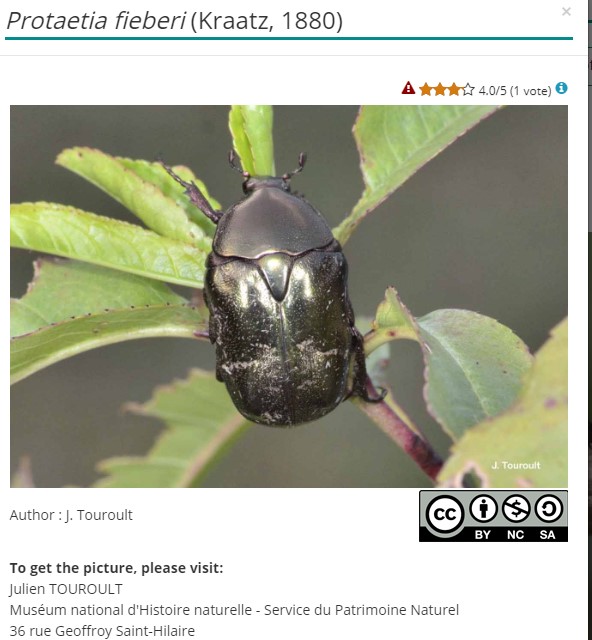 Protaetia fieberi (Kraatz, 1880)
×
4.0/5 (1 vote)
J. Touroult
Author : J. Touroult
cc
BY NC SA
To get the picture, please visit:
Julien TOUROULT
Muséum national d'Histoire naturelle - Service du Patrimoine Naturel
36 rue Geoffroy Saint-Hilaire